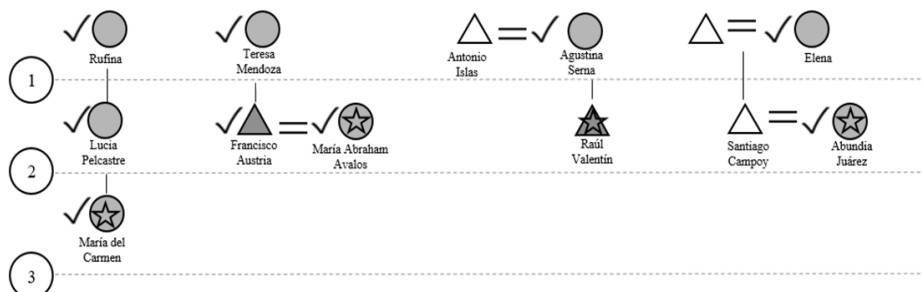 Rufina
Teresa
Mendoza
Antonio
Islas
Agustina
Serna
Elena
1
Lucia
Pelcastre
Francisco
Austria
María Abraham
Avalos
Raúl
Valentín
Santiago
Campoy
Abundia
Juárez
2
María del
Carmen
3